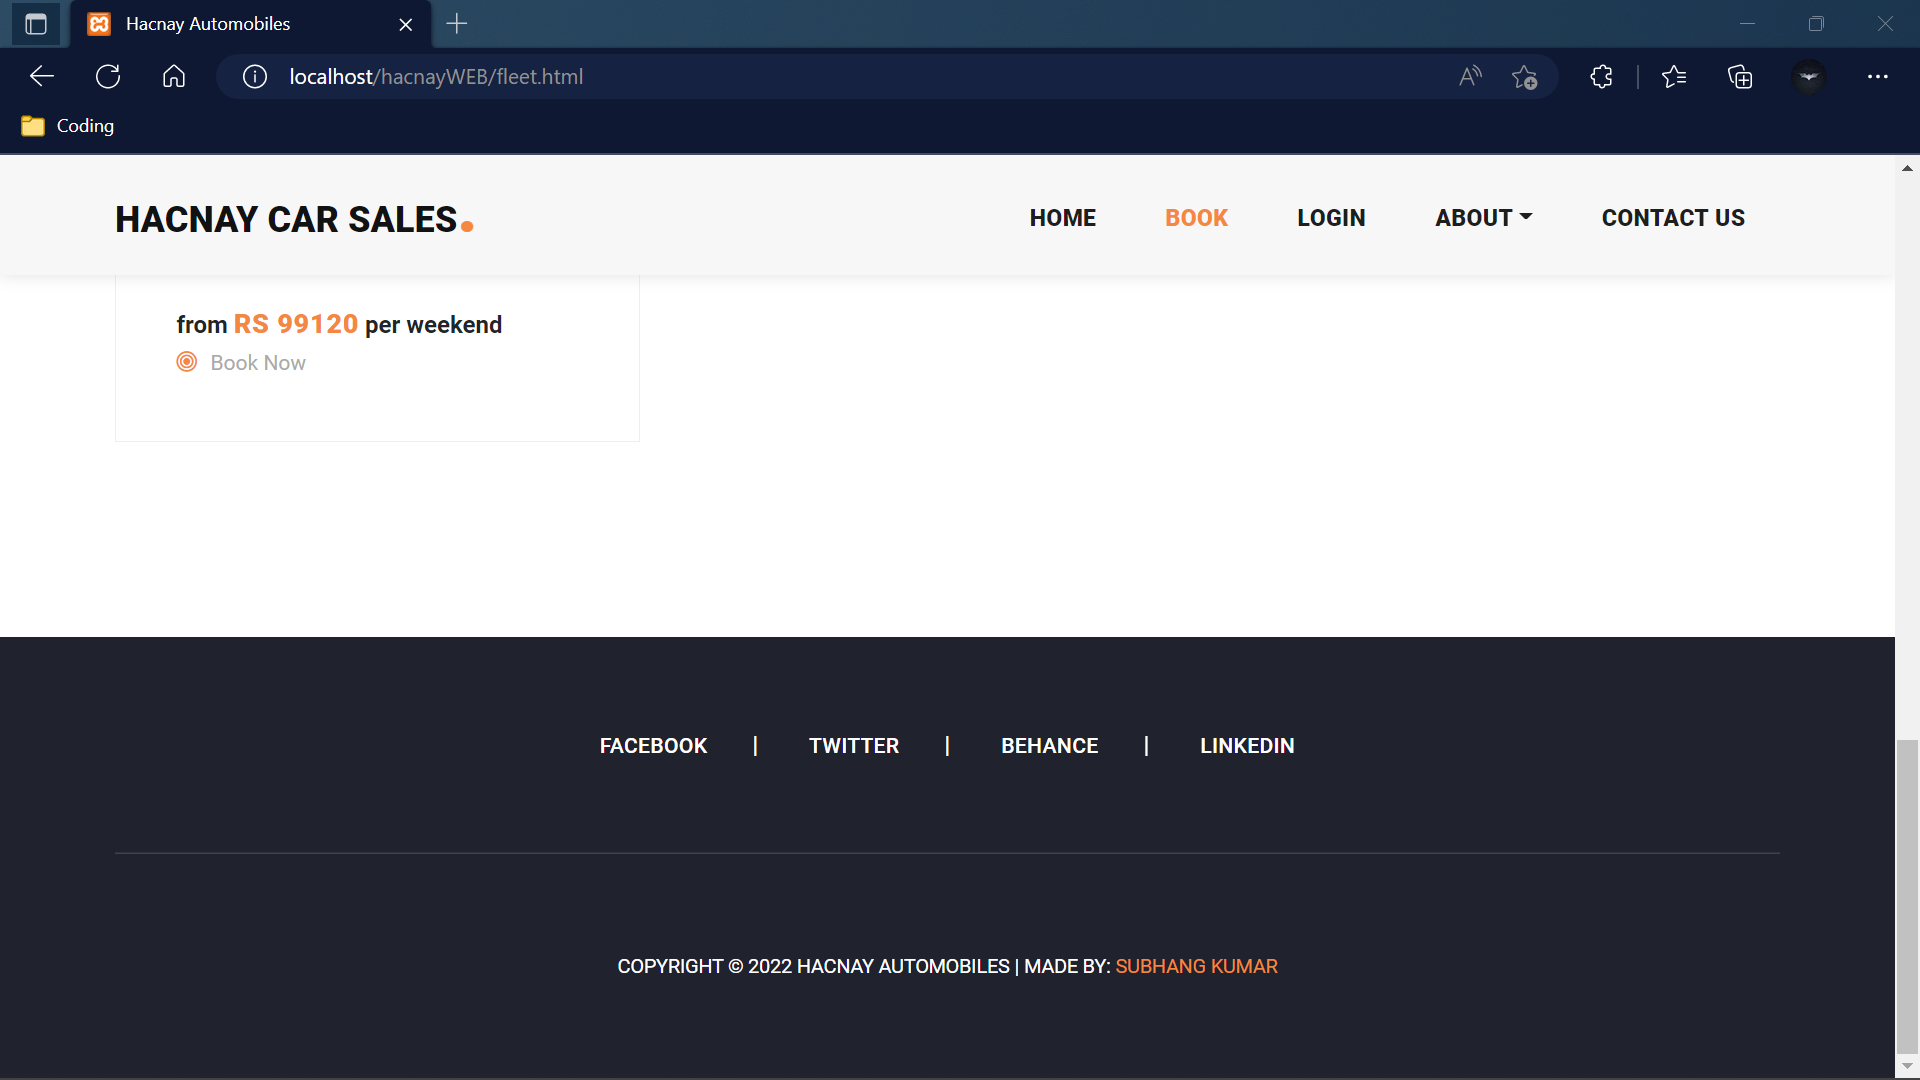 Hacnay Automobiles
localhost/hacnayWEB/fleet.html
Coding
HACNAY CAR SALES.
HOME BOOK LOGIN ABOUT CONTACT US
from RS 99120 per weekend
Book Now
FACEBOOK | TWITTER | BEHANCE | LINKEDIN
COPYRIGHT © 2022 HACNAY AUTOMOBILES | MADE BY: SUBHANG KUMAR